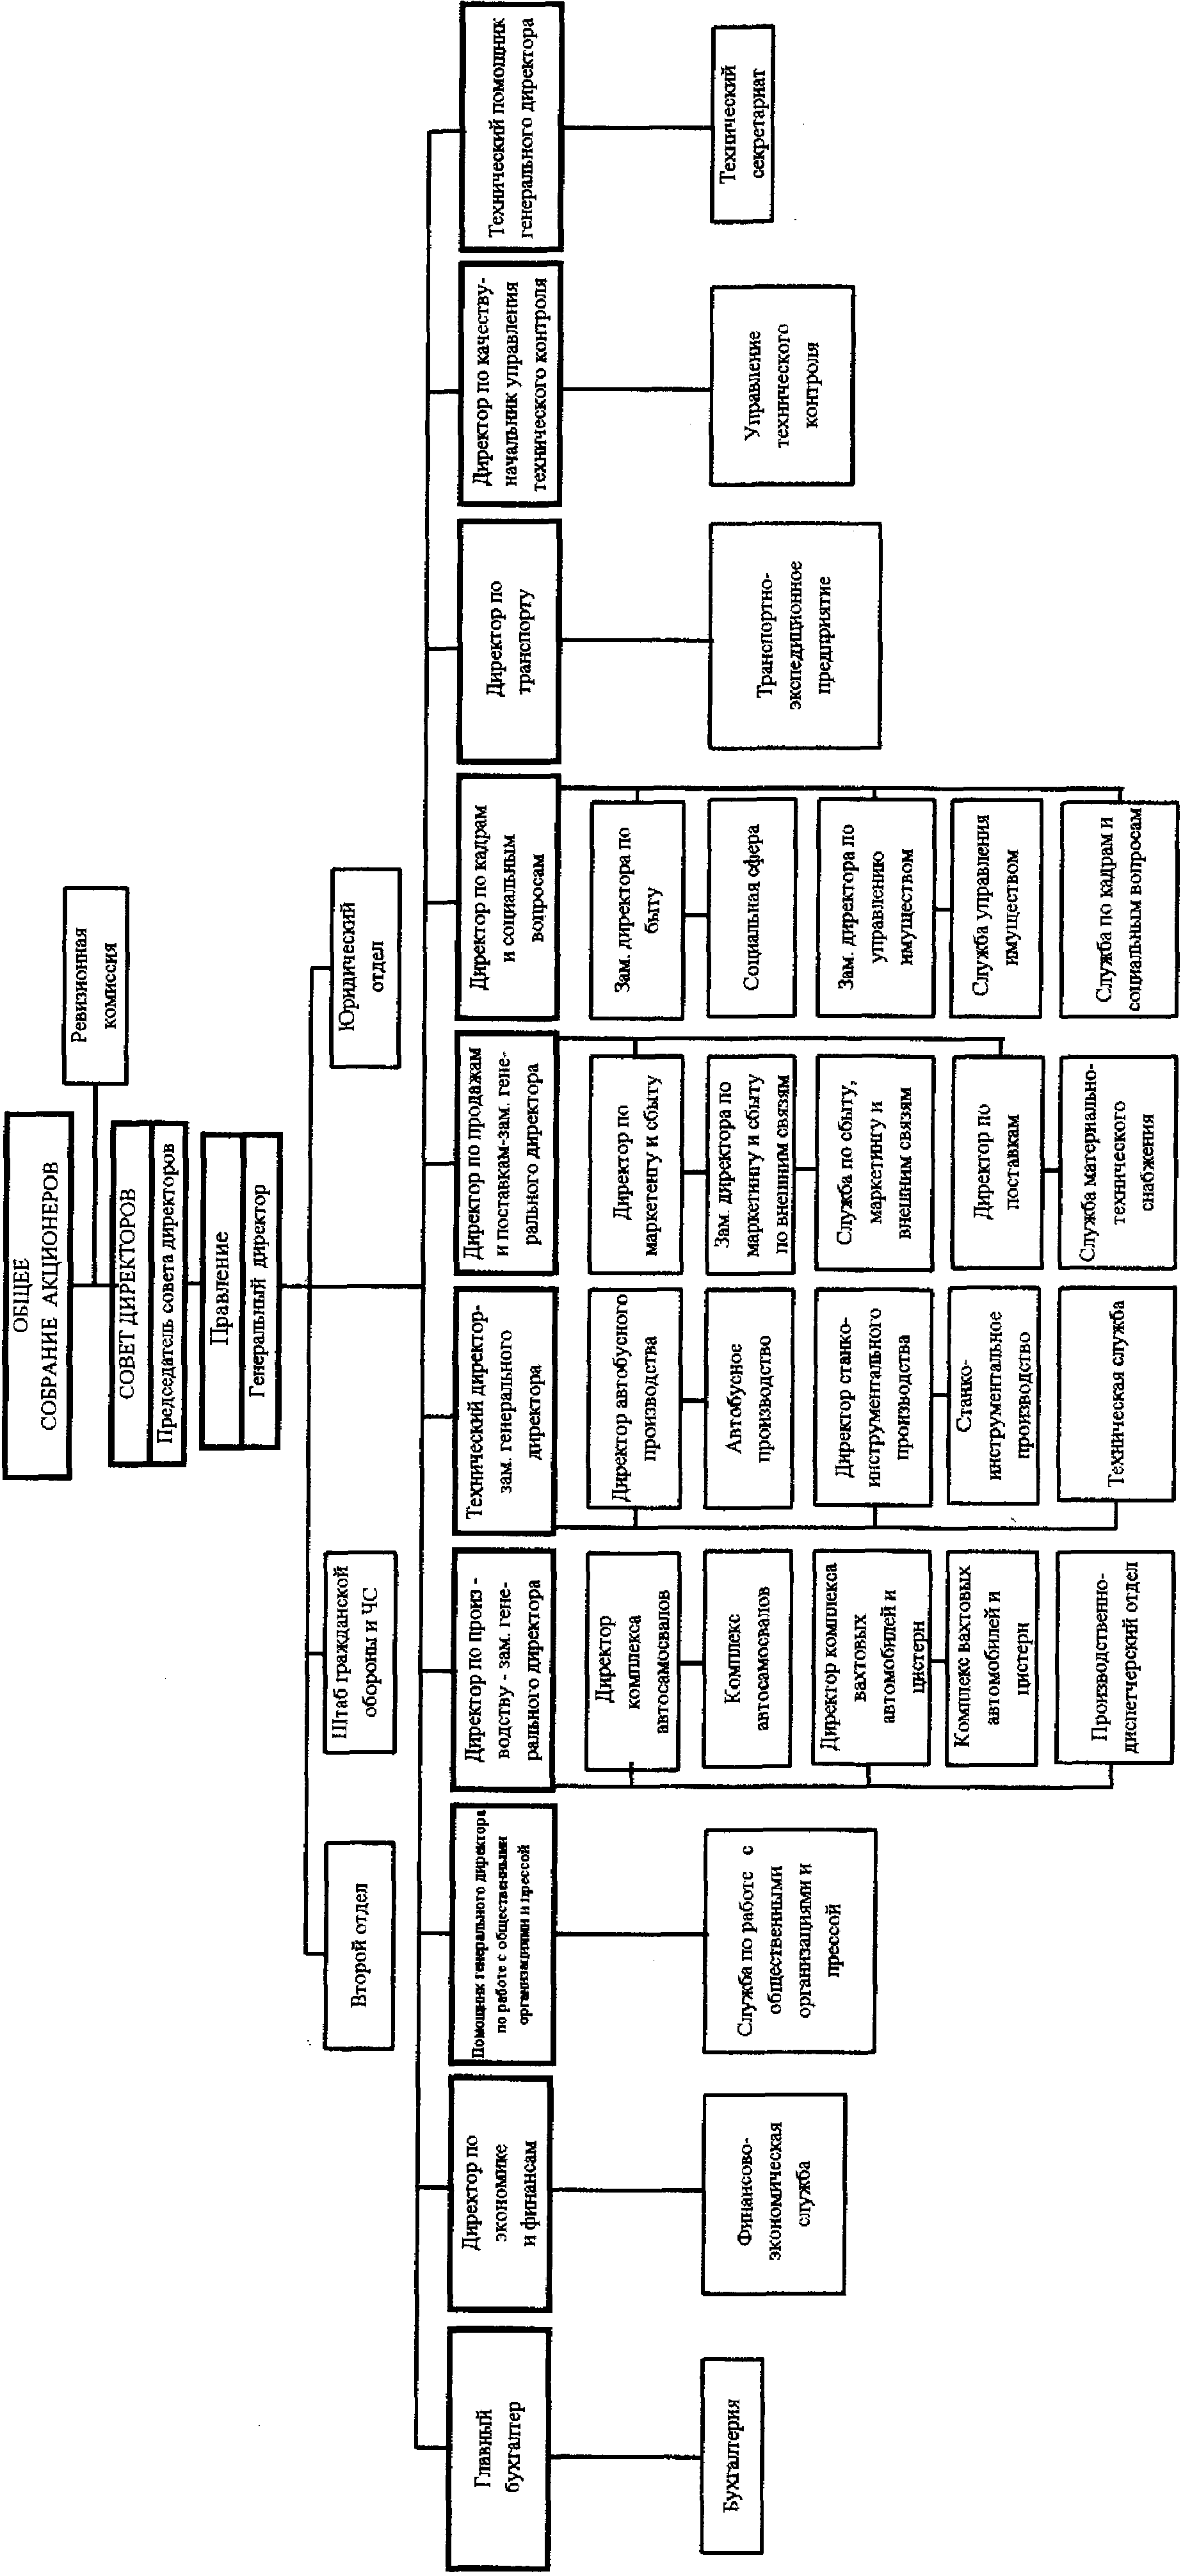 ОБЩЕЕ
СОБРАНИЕ АКЦИОНЕРОВ
Ревизионная
комиссия
СОВЕТ ДИРЕКТОРОВ
Председатель совета директоров
Правление
Генеральный директор
Второй отдел
Штаб гражданской
обороны и ЧС
Юридический
отдел
Главный
бухгалтер
Директор по
экономике
и финансам
Помощник генерального директора
по работе с общественными
организациями и прессой
Директор по произ -
водству - зам. гене-
рального директора
Технический директор-
зам. генерального
директора
Директор по продажам
и поставкам-зам. гене-
рального директора
Директор по кадрам
и социальным
вопросам
Директор по
транспорту
Директор по качеству-
начальник управления
технического контроля
Технический помощник
генерального директора
Бухгалтерия
Финансово-
экономическая
служба
Служба по работе с
общественными
организациями и
прессой
Директор
комплекса
автосамосвалов
Комплекс
автосамосвалов
Директор комплекса
вахтовых
автомобилей и
цистерн
Комплекс вахтовых
автомобилей и
цистерн
Производственно-
диспетчерский отдел
Директор автобусного
производства
Автобусное
производство
Директор станко-
инструментального
производства
Станко-
инструментальное
производство
Техническая служба
Директор по
маркетенгу и сбыту
Зам. директора по
маркетингу и сбыту
по внешним связям
Служба по сбыту,
маркетингу и
внешним связям
Директор по
поставкам
Служба материально-
технического
снабжения
Зам. директора по
быту
Социальная сфера
Зам. директора по
управлению
имуществом
Служба управления
имуществом
Служба по кадрам и
социальным вопросам
Транспортно-
экспедиционное
предприятие
Управление
технического
контроля
Технический
секретариат